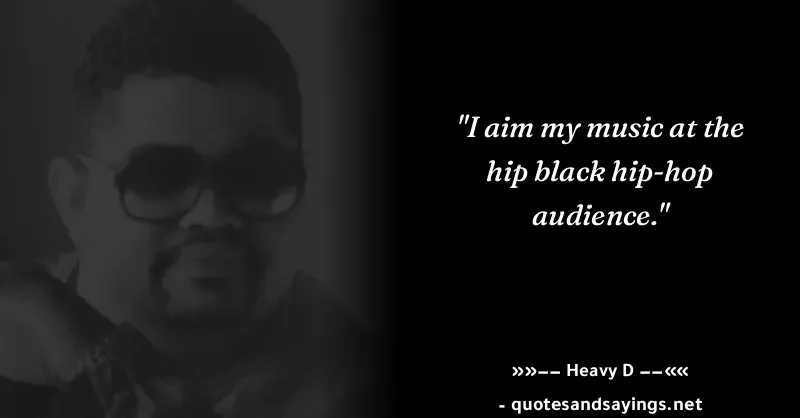 "I aim my music at the
hip black hip-hop
audience."
»»–– Heavy D ––««
- quotesandsayings.net